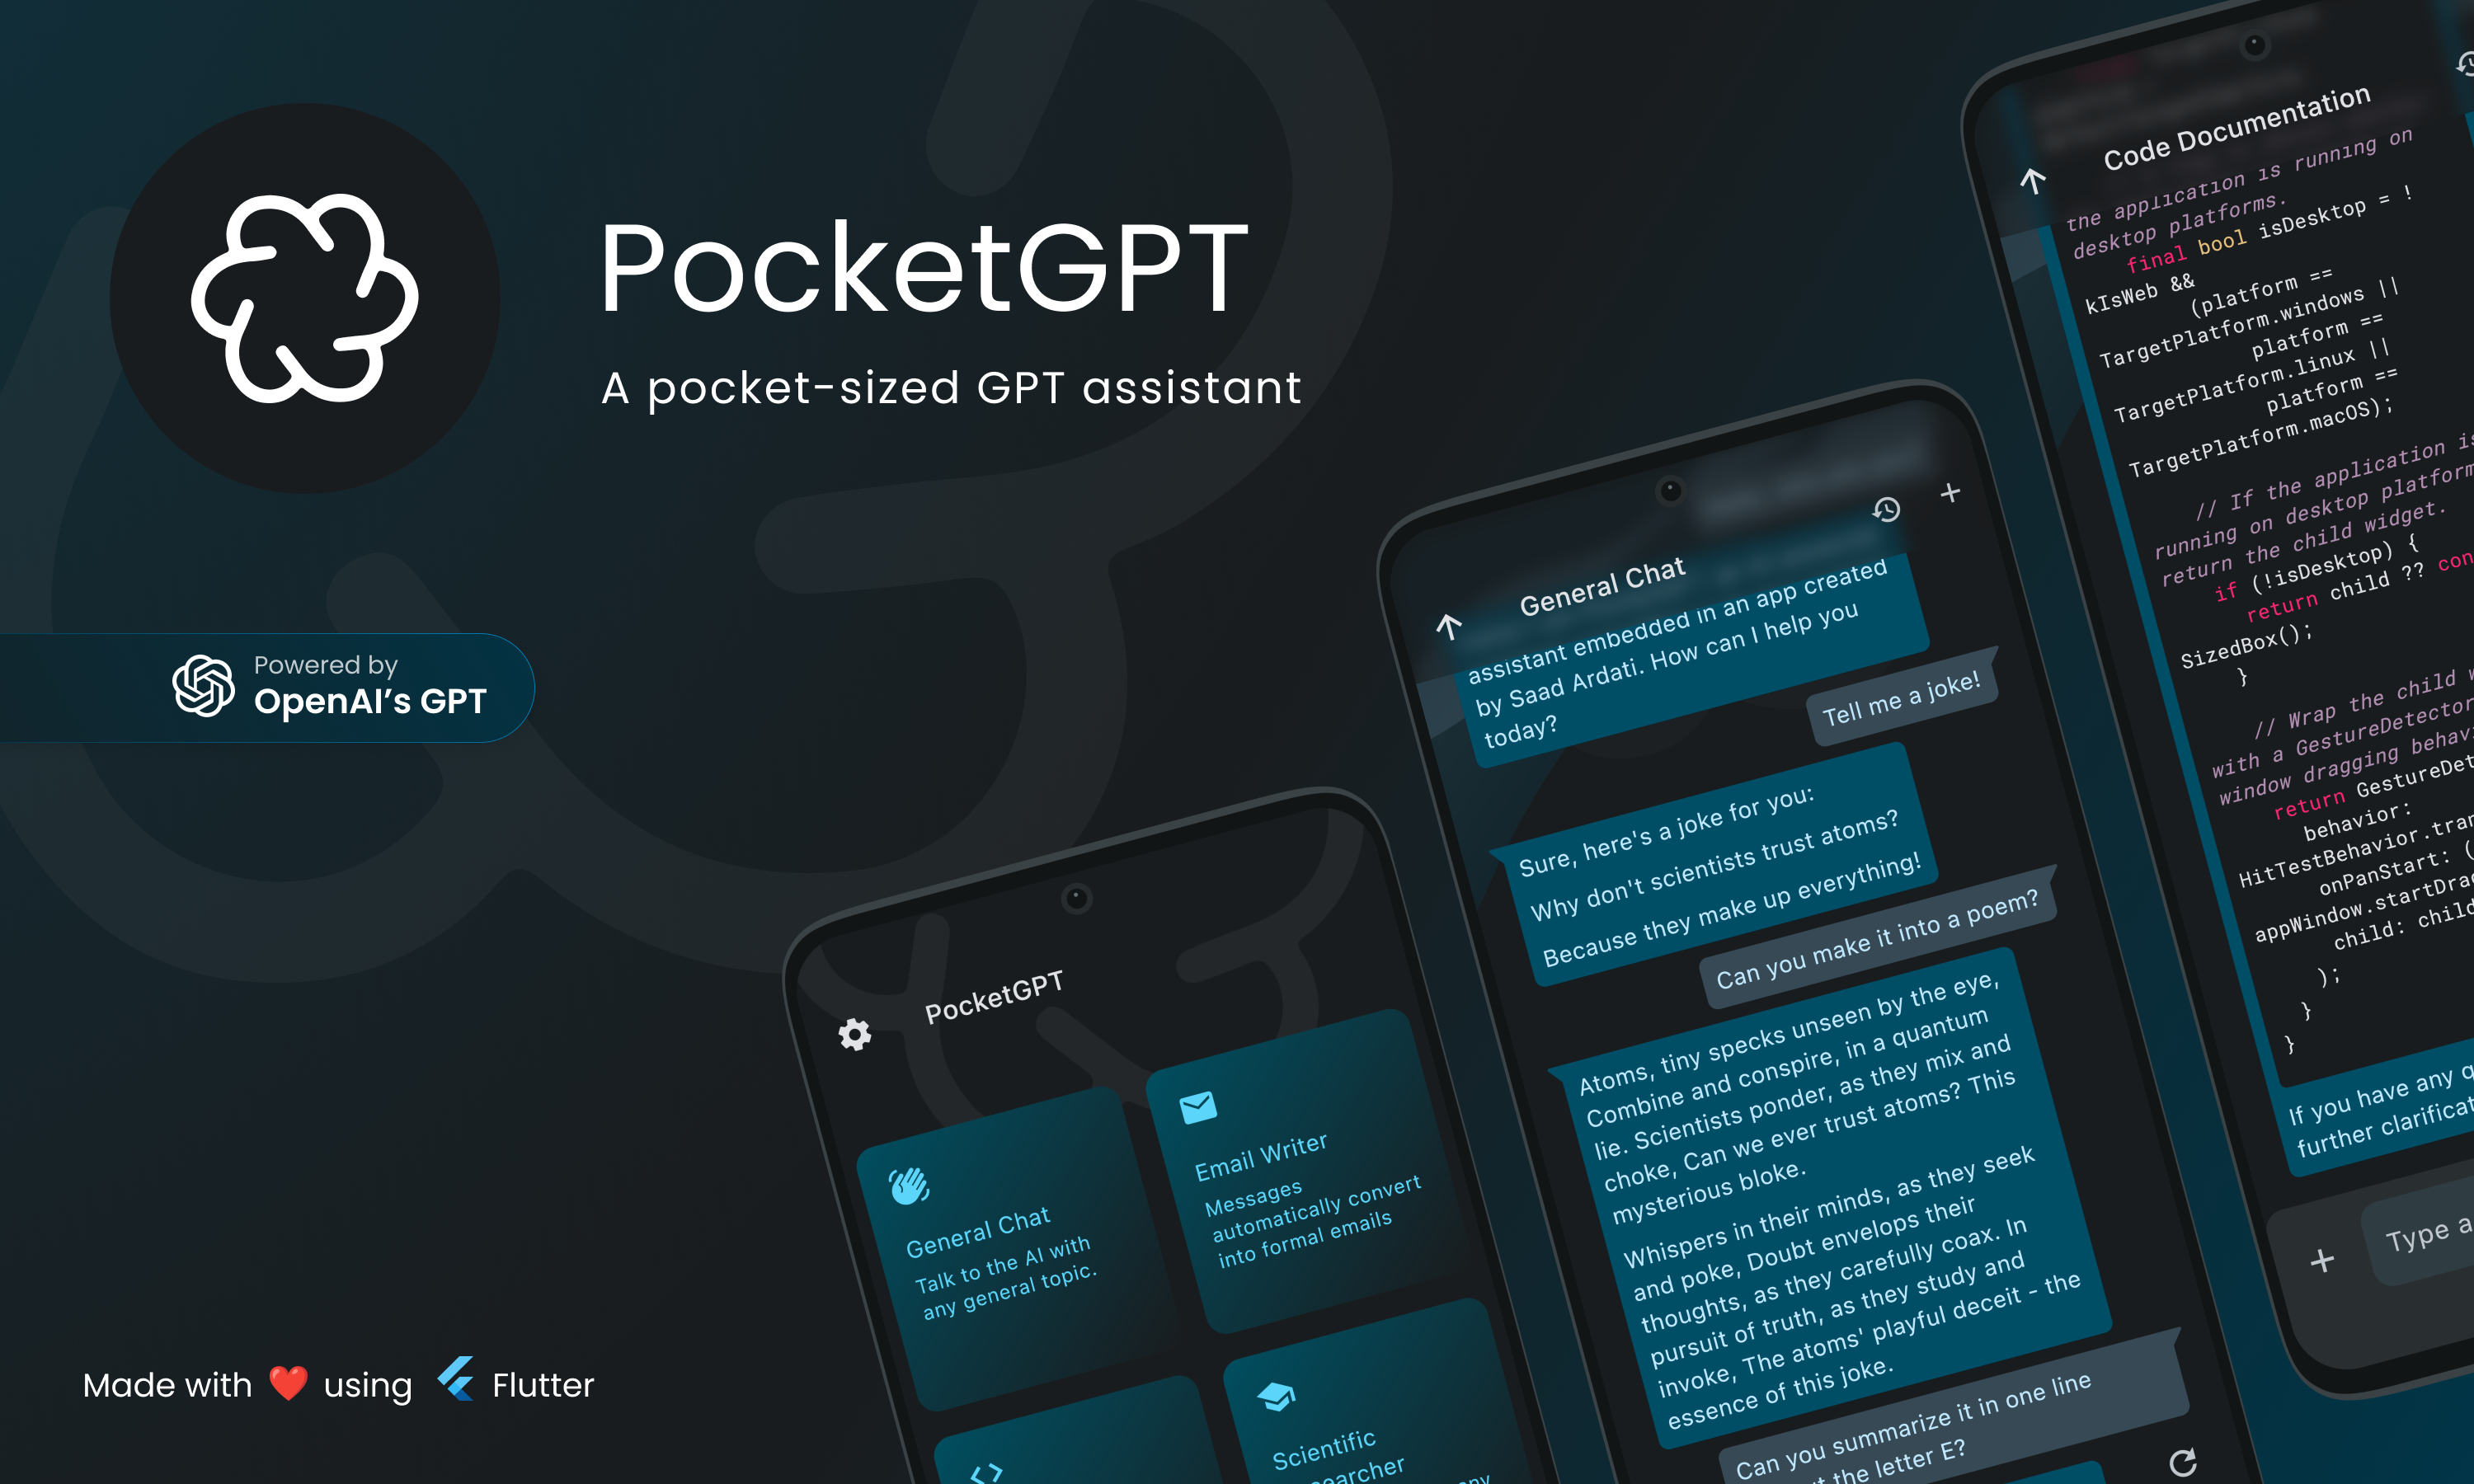 PocketGPT
A pocket-sized GPT assistant
Powered by
OpenAI's GPT
Made with ❤️ using Flutter
PocketGPT
General Chat
Talk to the AI with
any general topic.
Email Writer
Messages
automatically convert
into formal emails
Scientific
General Chat
assistant embedded in an app created
by Saad Ardati. How can I help you
today?
Tell me a joke!
Sure, here's a joke for you:
Why don't scientists trust atoms?
Because they make up everything!
Can you make it into a poem?
Atoms, tiny specks unseen by the eye,
Combine and conspire, in a quantum
lie. Scientists ponder, as they mix and
choke, Can we ever trust atoms? This
mysterious bloke.
Whispers in their minds, as they seek
and poke, Doubt envelops their
thoughts, as they carefully coax. In
pursuit of truth, as they study and
invoke, The atoms' playful deceit - the
essence of this joke.
Can you summarize it in one line
the letter E?
Code Documentation
the application is running on
desktop platforms.
final bool isDesktop = !
kIsWeb &&
(platform ==
TargetPlatform.windows ||
platform ==
TargetPlatform.linux ||
platform ==
TargetPlatform.macOS);
// If the application is
running on desktop
return the child widget.
if (!isDesktop) {
return child ??
SizedBox();
}
// Wrap the child
with a GestureDetector
window dragging
return
behavior:
onPanStart: (
child: child
);
}
}
If you have any
further
Type a